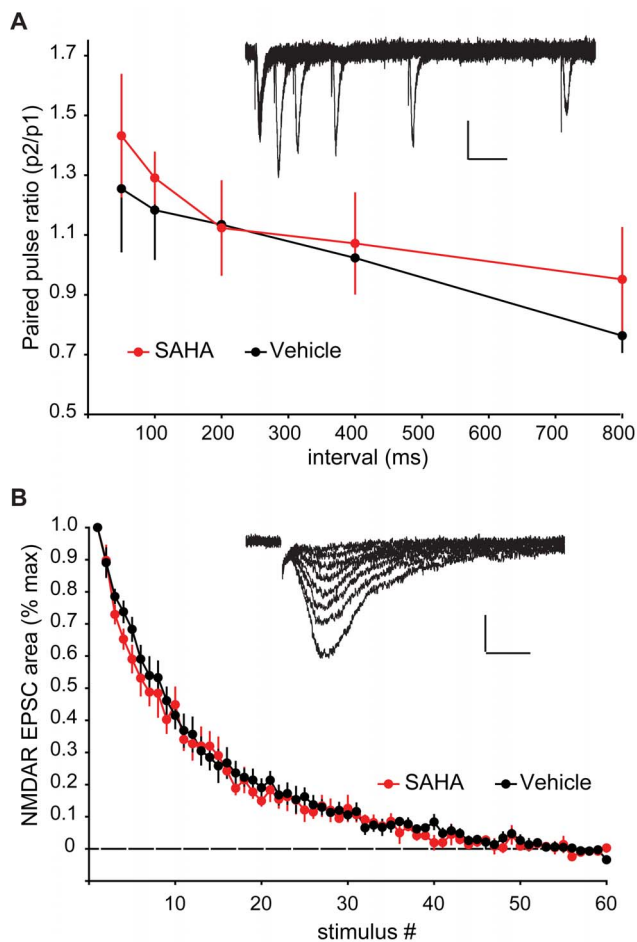 A
Paired pulse ratio (p2/p1)
1.7
1.5
1.3
1.1
0.9
0.7
0.5
SAHA Vehicle
100 200 300 400 500 600 700 800
interval (ms)
B
NMDAR EPSC area (% max)
1.0
0.9
0.8
0.7
0.6
0.5
0.4
0.3
0.2
0.1
0
SAHA Vehicle
10 20 30 40 50 60
stimulus #